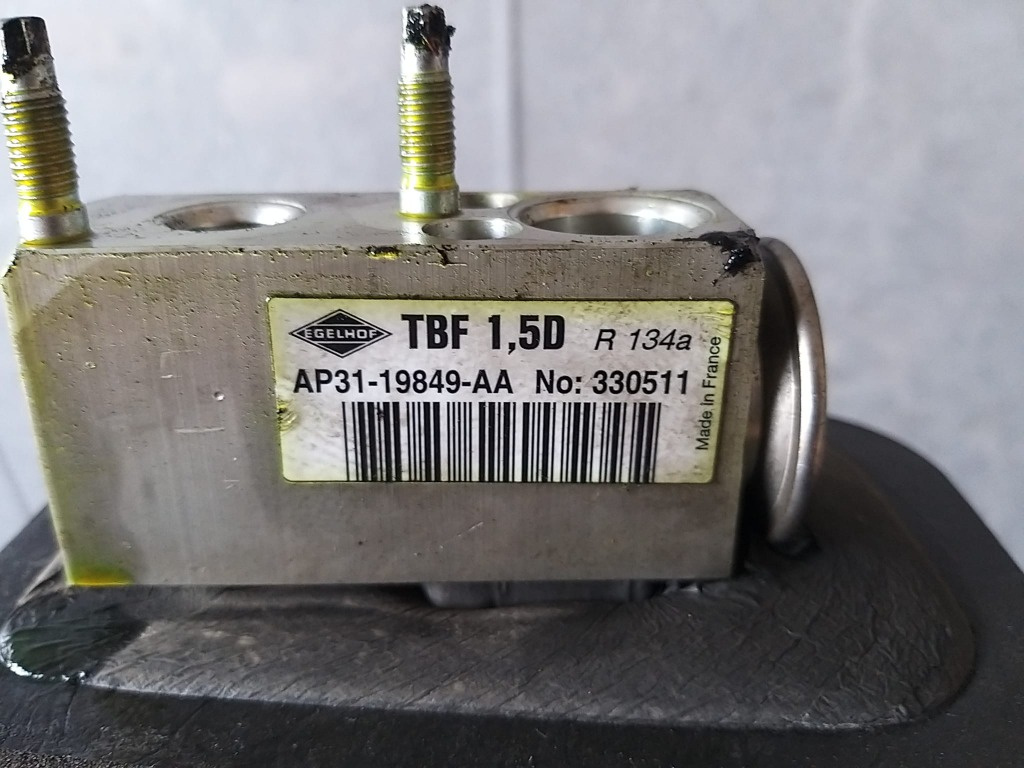 EGELHOF TBF 1,5D R 134a
AP31-19849-AA No: 330511
Made in France